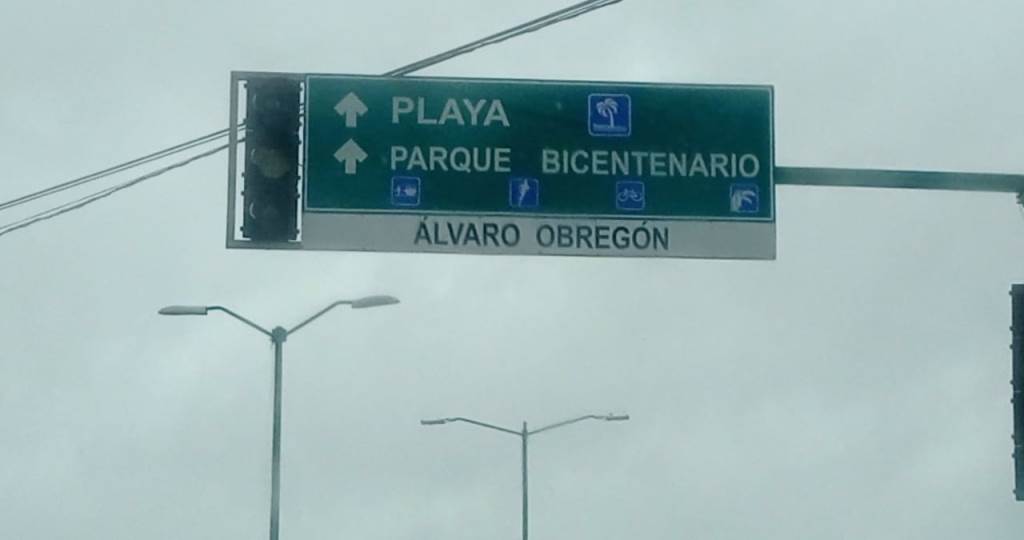 PLAYA
PARQUE BICENTENARIO
ÁLVARO OBREGÓN